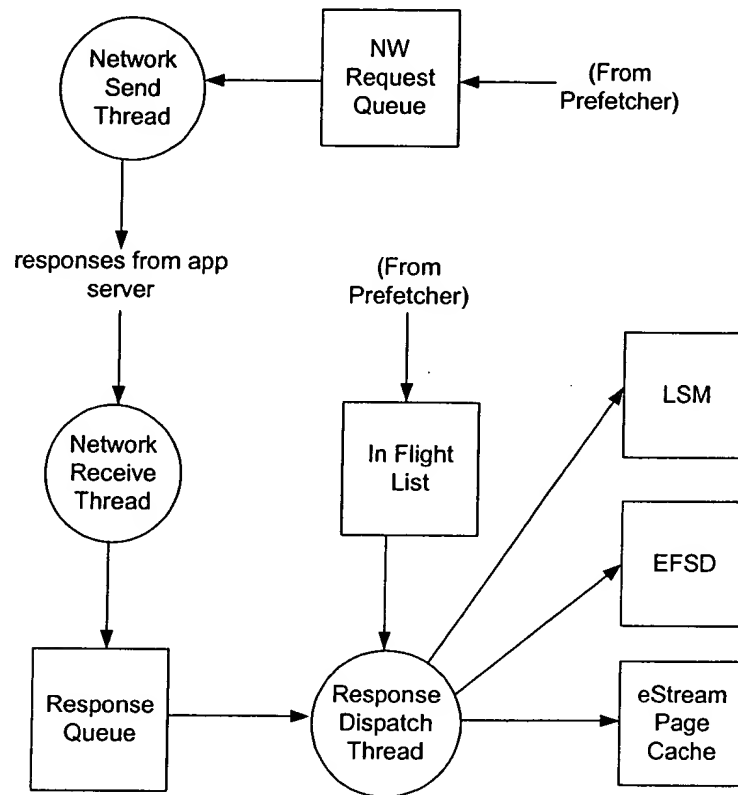 Network
Send
Thread
NW
Request
Queue
(From
Prefetcher)
responses from app
server
(From
Prefetcher)
Network
Receive
Thread
In Flight
List
LSM
EFSD
Response
Queue
Response
Dispatch
Thread
eStream
Page
Cache